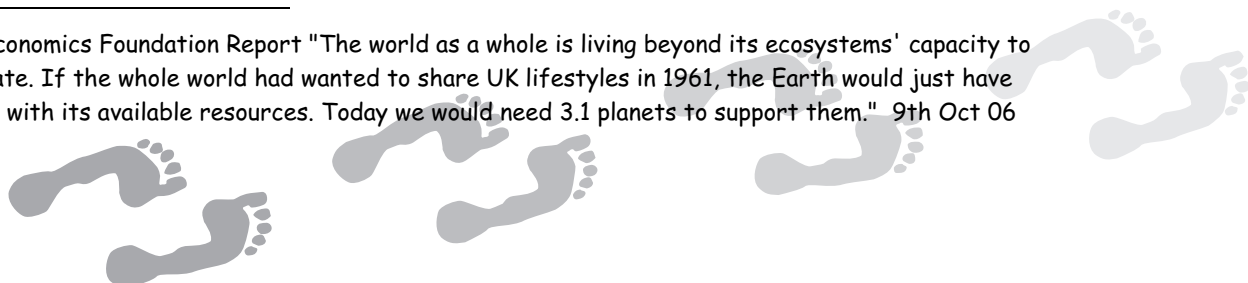 conomics Foundation Report "The world as a whole is living beyond its ecosystems' capacity to
ate. If the whole world had wanted to share UK lifestyles in 1961, the Earth would just have
with its available resources. Today we would need 3.1 planets to support them." 9th Oct 06